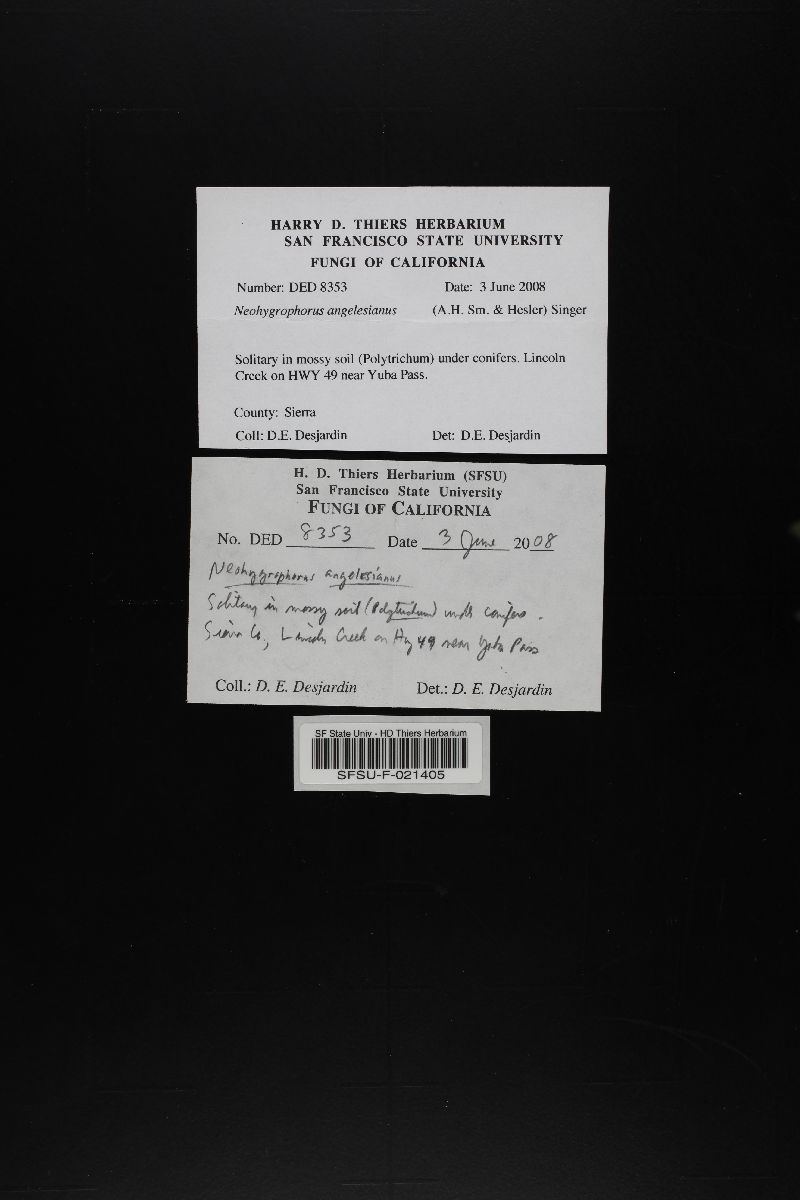 HARRY D. THIERS HERBARIUM
SAN FRANCISCO STATE UNIVERSITY
FUNGI OF CALIFORNIA
Number: DED 8353 Date: 3 June 2008
Neohygrophorus angelesianus (A.H. Sm. & Hesler) Singer
Solitary in mossy soil (Polytrichum) under conifers. Lincoln
Creek on HWY 49 near Yuba Pass.
County: Sierra
Coll: D.E. Desjardin Det: D.E. Desjardin
H. D. Thiers Herbarium (SFSU)
San Francisco State University
FUNGI OF CALIFORNIA
No. DED 8353 Date 3 June 2008
Neohygrophorus angelesianus
Solitary in mossy soil (Polytrichum) under conifers.
Sierra Co., Lincoln Creek on Hwy 49 near Yuba Pass
Coll.: D. E. Desjardin Det.: D. E. Desjardin
SF State Univ - HD Thiers Herbarium
SFSU-F-021405